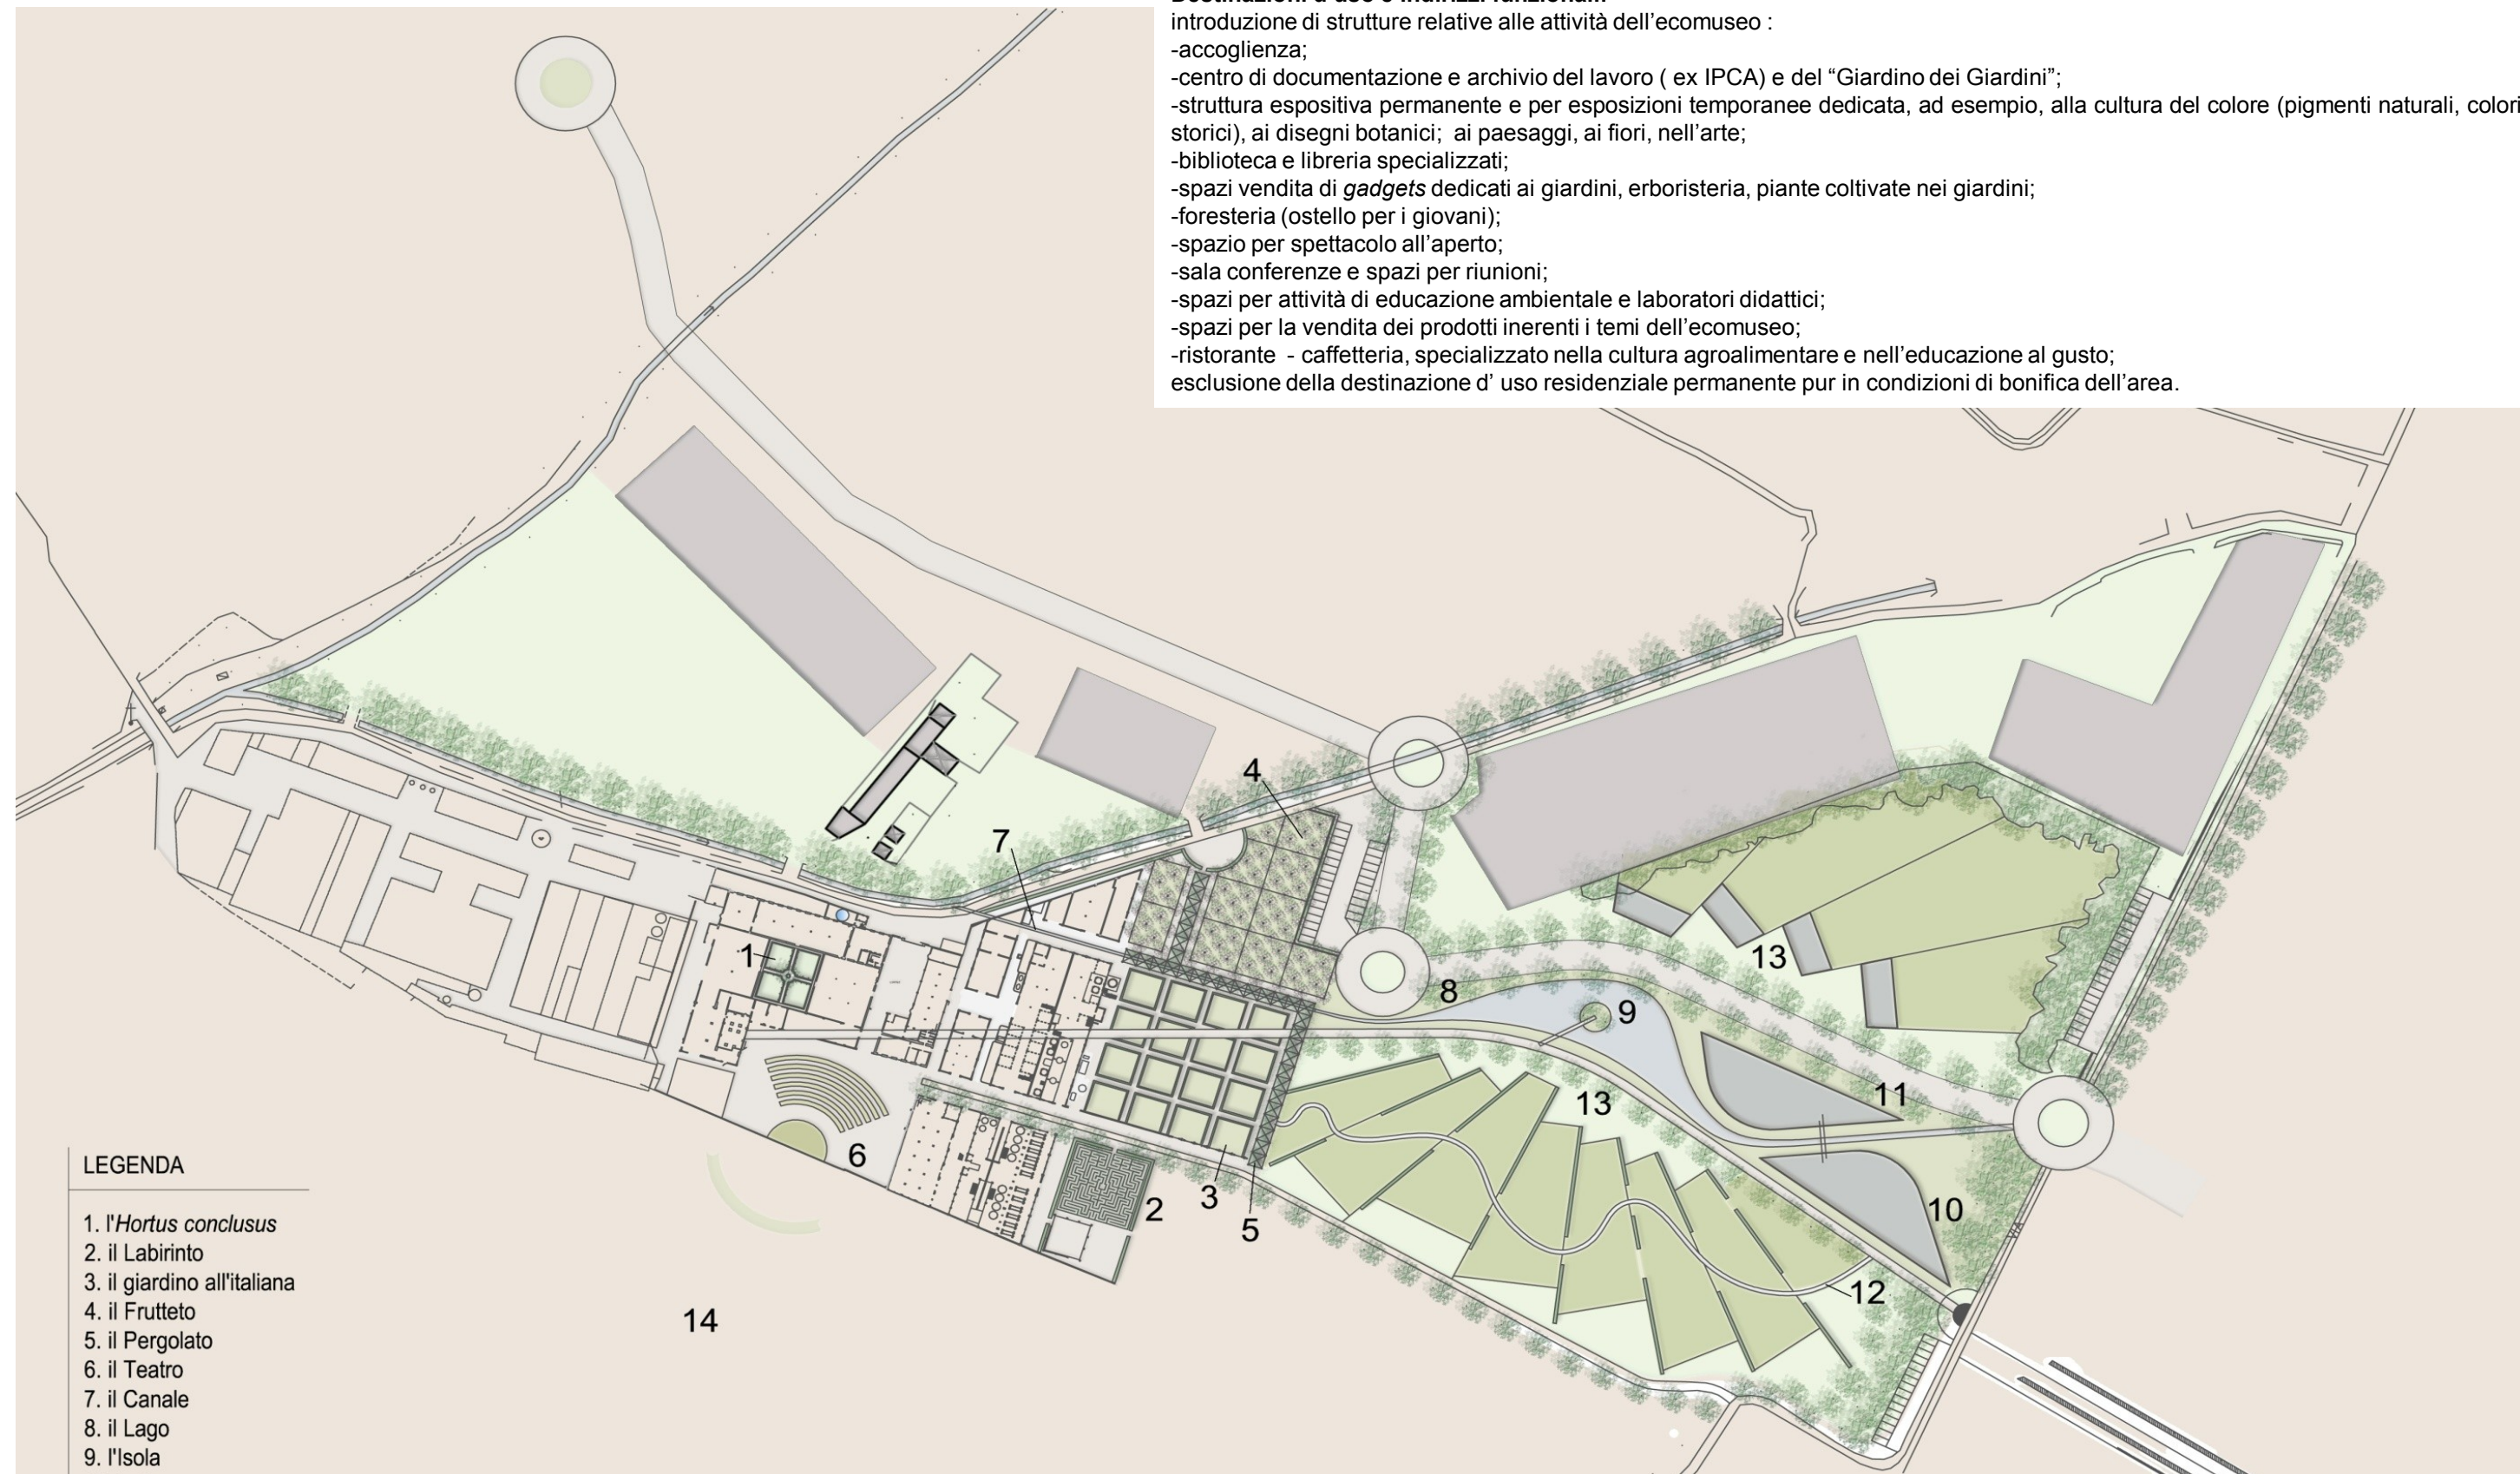 introduzione di strutture relative alle attività dell'ecomuseo :
-accoglienza;
-centro di documentazione e archivio del lavoro ( ex IPCA) e del “Giardino dei Giardini”;
-struttura espositiva permanente e per esposizioni temporanee dedicata, ad esempio, alla cultura del colore (pigmenti naturali, colori
storici), ai disegni botanici; ai paesaggi, ai fiori, nell'arte;
-biblioteca e libreria specializzati;
-spazi vendita di gadgets dedicati ai giardini, erboristeria, piante coltivate nei giardini;
-foresteria (ostello per i giovani);
-spazio per spettacolo all'aperto;
-sala conferenze e spazi per riunioni;
-spazi per attività di educazione ambientale e laboratori didattici;
-spazi per la vendita dei prodotti inerenti i temi dell'ecomuseo;
-ristorante - caffetteria, specializzato nella cultura agroalimentare e nell'educazione al gusto;
esclusione della destinazione d' uso residenziale permanente pur in condizioni di bonifica dell'area.
4
7
1
13
8
9
11
13
6
2
3
5
10
12
14
LEGENDA
1. l'Hortus conclusus
2. il Labirinto
3. il giardino all'italiana
4. il Frutteto
5. il Pergolato
6. il Teatro
7. il Canale
8. il Lago
9. l'Isola